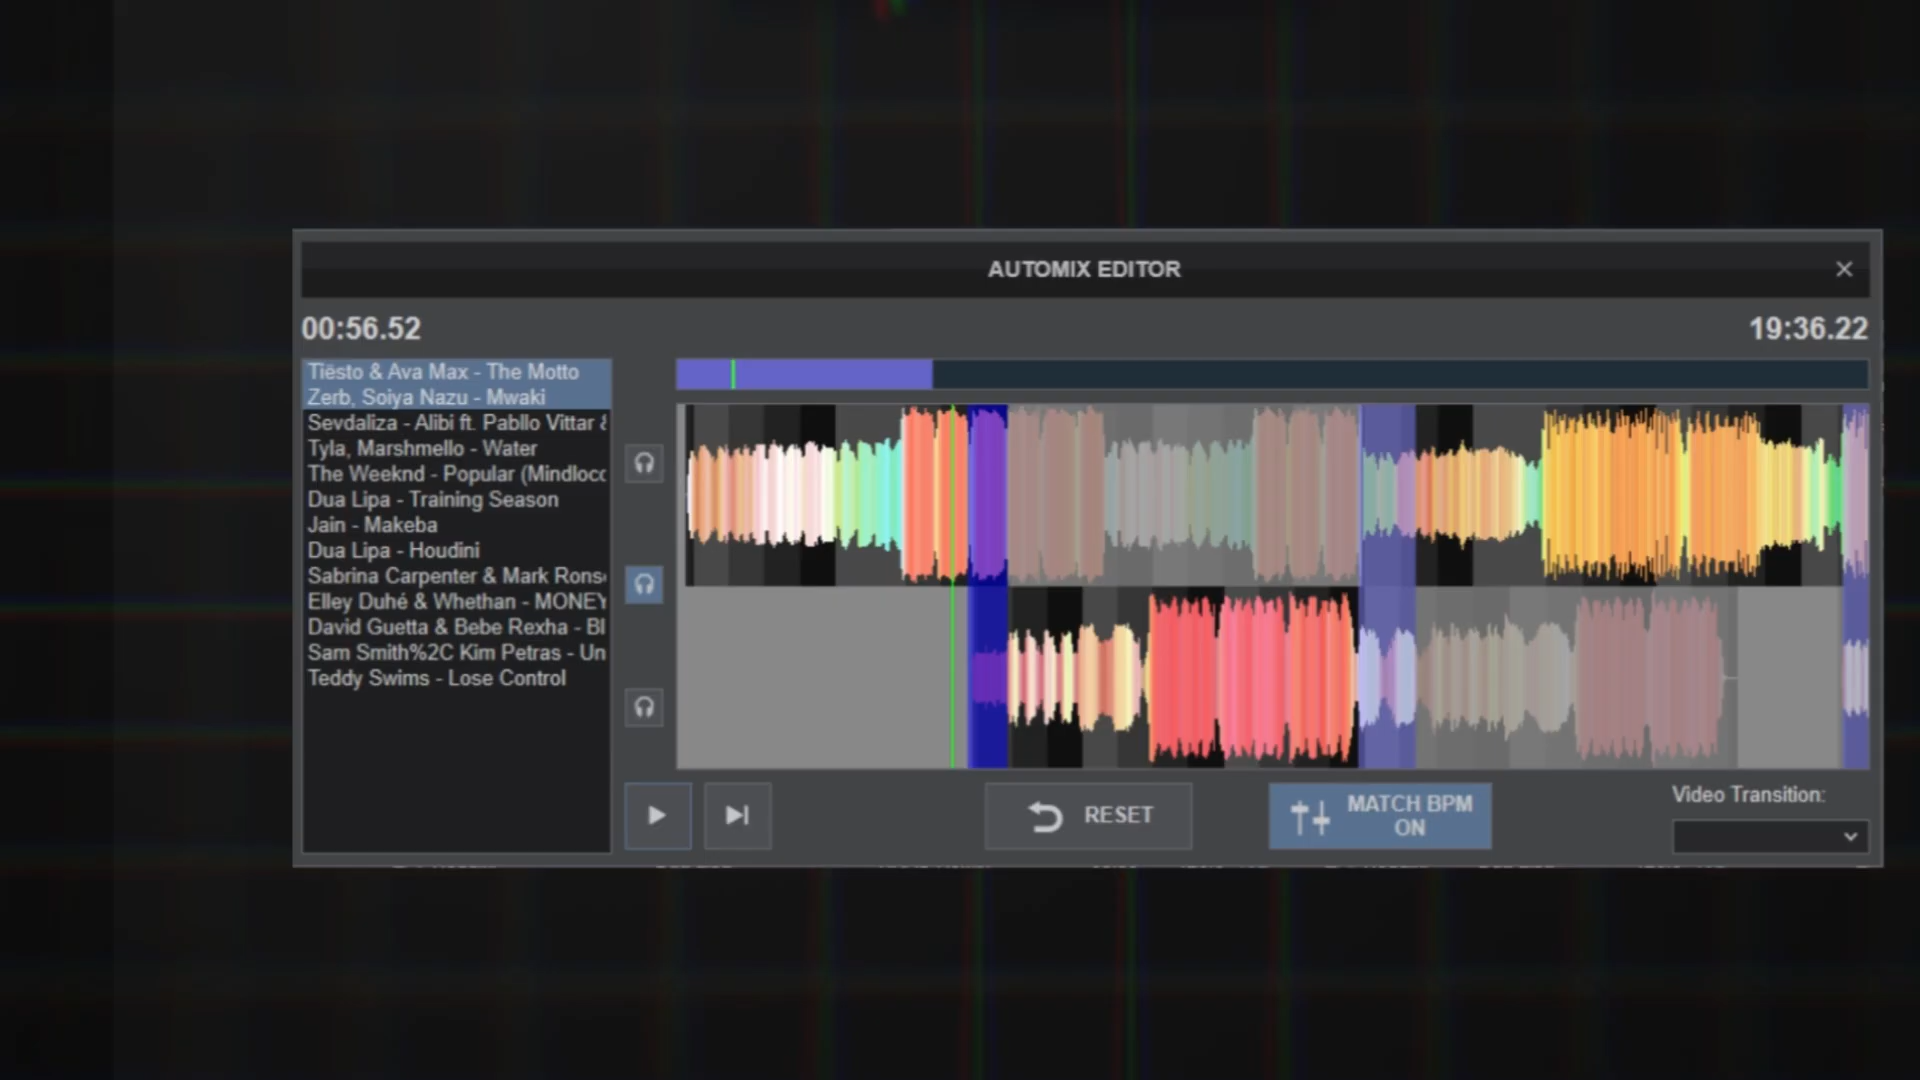 AUTOMIX EDITOR
00:56.52
19:36.22
Tiësto & Ava Max - The Motto
Zerb, Soiya Nazu - Mwaki
Sevdaliza - Alibi ft. Pabllo Vittar &
Tyla, Marshmello - Water
The Weeknd - Popular (Mindlocc
Dua Lipa - Training Season
Jain - Makeba
Dua Lipa - Houdini
Sabrina Carpenter & Mark Rons
Elley Duhé & Whethan - MONEY
David Guetta & Bebe Rexha - Bl
Sam Smith%2C Kim Petras - Un
Teddy Swims - Lose Control
RESET
MATCH BPM
ON
Video Transition: